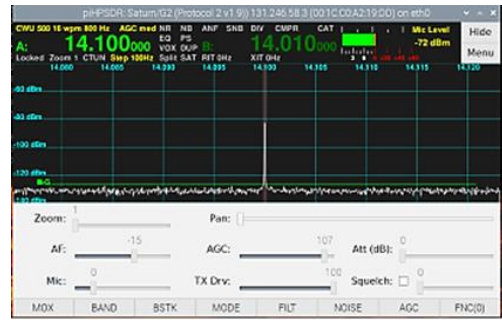 piHPSDR: Saturn/G2 (Protocol 2 v1.9)) 131.246.58.3 (00:1C:C0:A2:19:DD) on eth0
CWU 500 16 wpm 800 Hz AGC med NR NB ANF SNB DIV CMPR CAT Mic Level Hide
EQ PS
A: 14.100000 VOX DUP B: 14.010000 -72 dBm
Locked Zoom 1 CTUN Step 100Hz Split SAT RIT 0Hz XIT 0Hz Menu
14.080 14.085 14.090 14.095 14.100 14.105 14.110 14.115 14.120
-60 dBm
-80 dBm
-100 dBm
-120 dBm
-140 dBm
Zoom: 1 Pan:
AF: -15 AGC: 107 Att (dB): 0
Mic: 0 TX Drv: 100 Squelch: 0
MOX BAND BSTK MODE FILT NOISE AGC FNC(0)